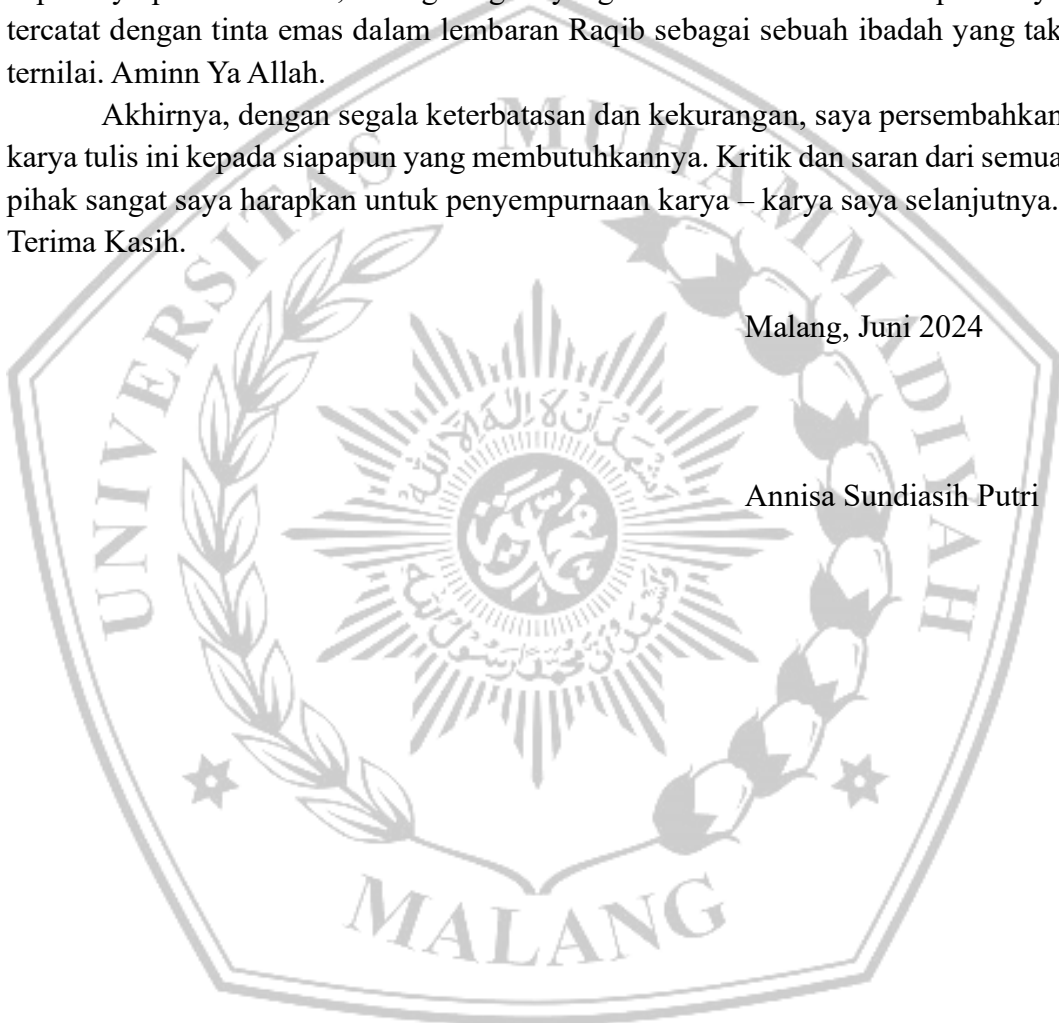 tercatat dengan tinta emas dalam lembaran Raqib sebagai sebuah ibadah yang tak
ternilai. Aminn Ya Allah.
Akhirnya, dengan segala keterbatasan dan kekurangan, saya persembahkan
karya tulis ini kepada siapapun yang membutuhkannya. Kritik dan saran dari semua
pihak sangat saya harapkan untuk penyempurnaan karya – karya saya selanjutnya.
Terima Kasih.
Malang, Juni 2024
Annisa Sundiasih Putri
UNIVERSITAS MUHAMMADIYAH
MALANG